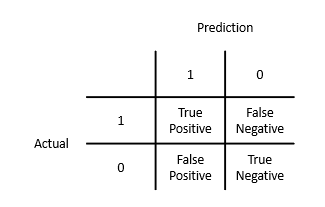 Prediction
1 0
1 True Positive False Negative
Actual
0 False Positive True Negative